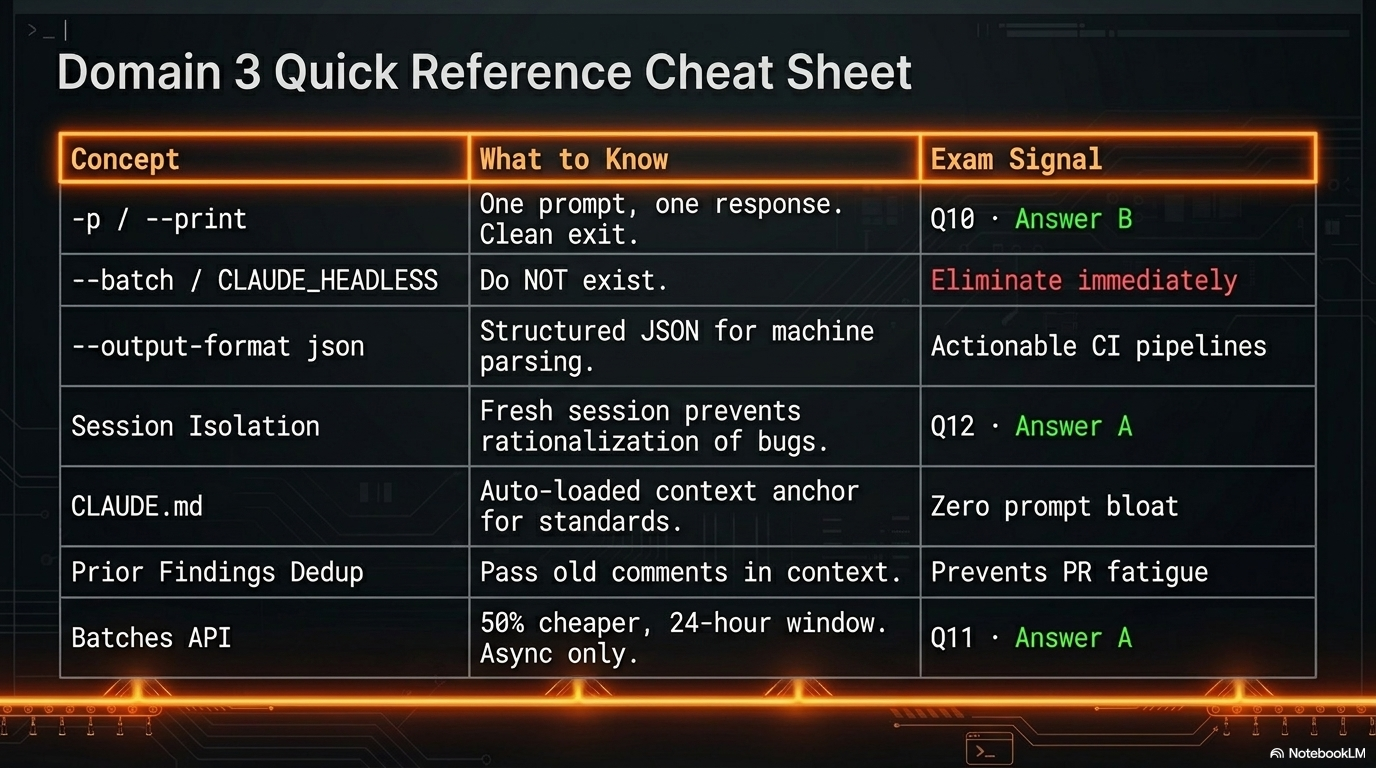 >_|
Domain 3 Quick Reference Cheat Sheet
Concept
What to Know
Exam Signal
-p / --print
One prompt, one response.
Clean exit.
Q10 · Answer B
--batch / CLAUDE_HEADLESS
Do NOT exist.
Eliminate immediately
--output-format json
Structured JSON for machine
parsing.
Actionable CI pipelines
Session Isolation
Fresh session prevents
rationalization of bugs.
Q12 · Answer A
CLAUDE.md
Auto-loaded context anchor
for standards.
Zero prompt bloat
Prior Findings Dedup
Pass old comments in context.
Prevents PR fatigue
Batches API
50% cheaper, 24-hour window.
Async only.
Q11 · Answer A
>_
NotebookLM